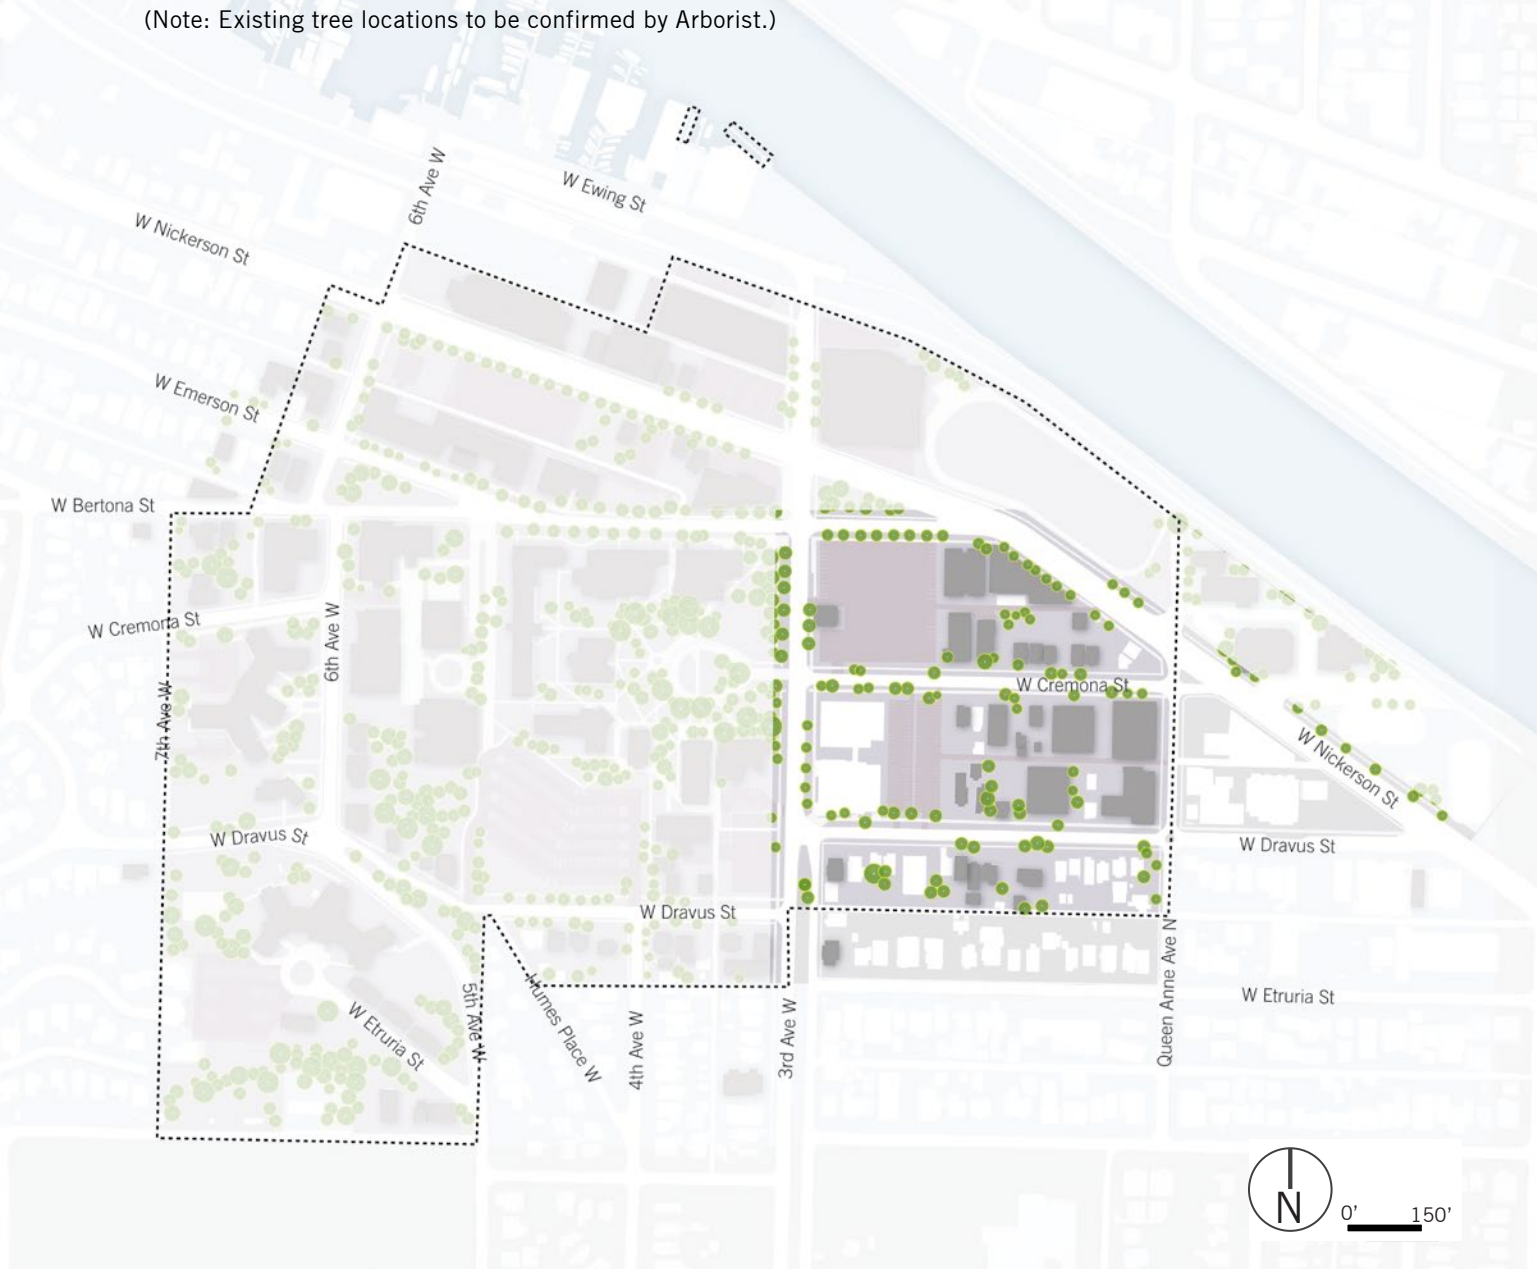 (Note: Existing tree locations to be confirmed by Arborist.)
6th Ave W
W Ewing St
W Nickerson St
W Emerson St
W Bertona St
W Cremona St
6th Ave W
7th Ave W
W Cremona St
W Nickerson St
W Dravus St
W Dravus St
W Dravus St
Humes Place W
5th Ave W
W Etruria St
4th Ave W
3rd Ave W
Queen Anne Ave N
W Etruria St
N
0’ 150’